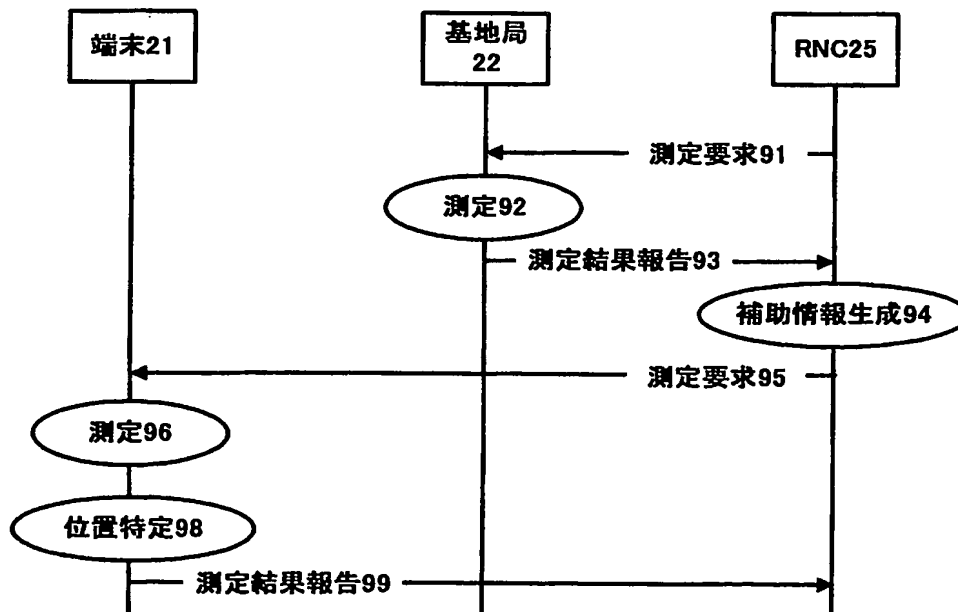 端末21
基地局
22
RNC25
測定要求91
測定92
測定結果報告93
補助情報生成94
測定要求95
測定96
位置特定98
測定結果報告99